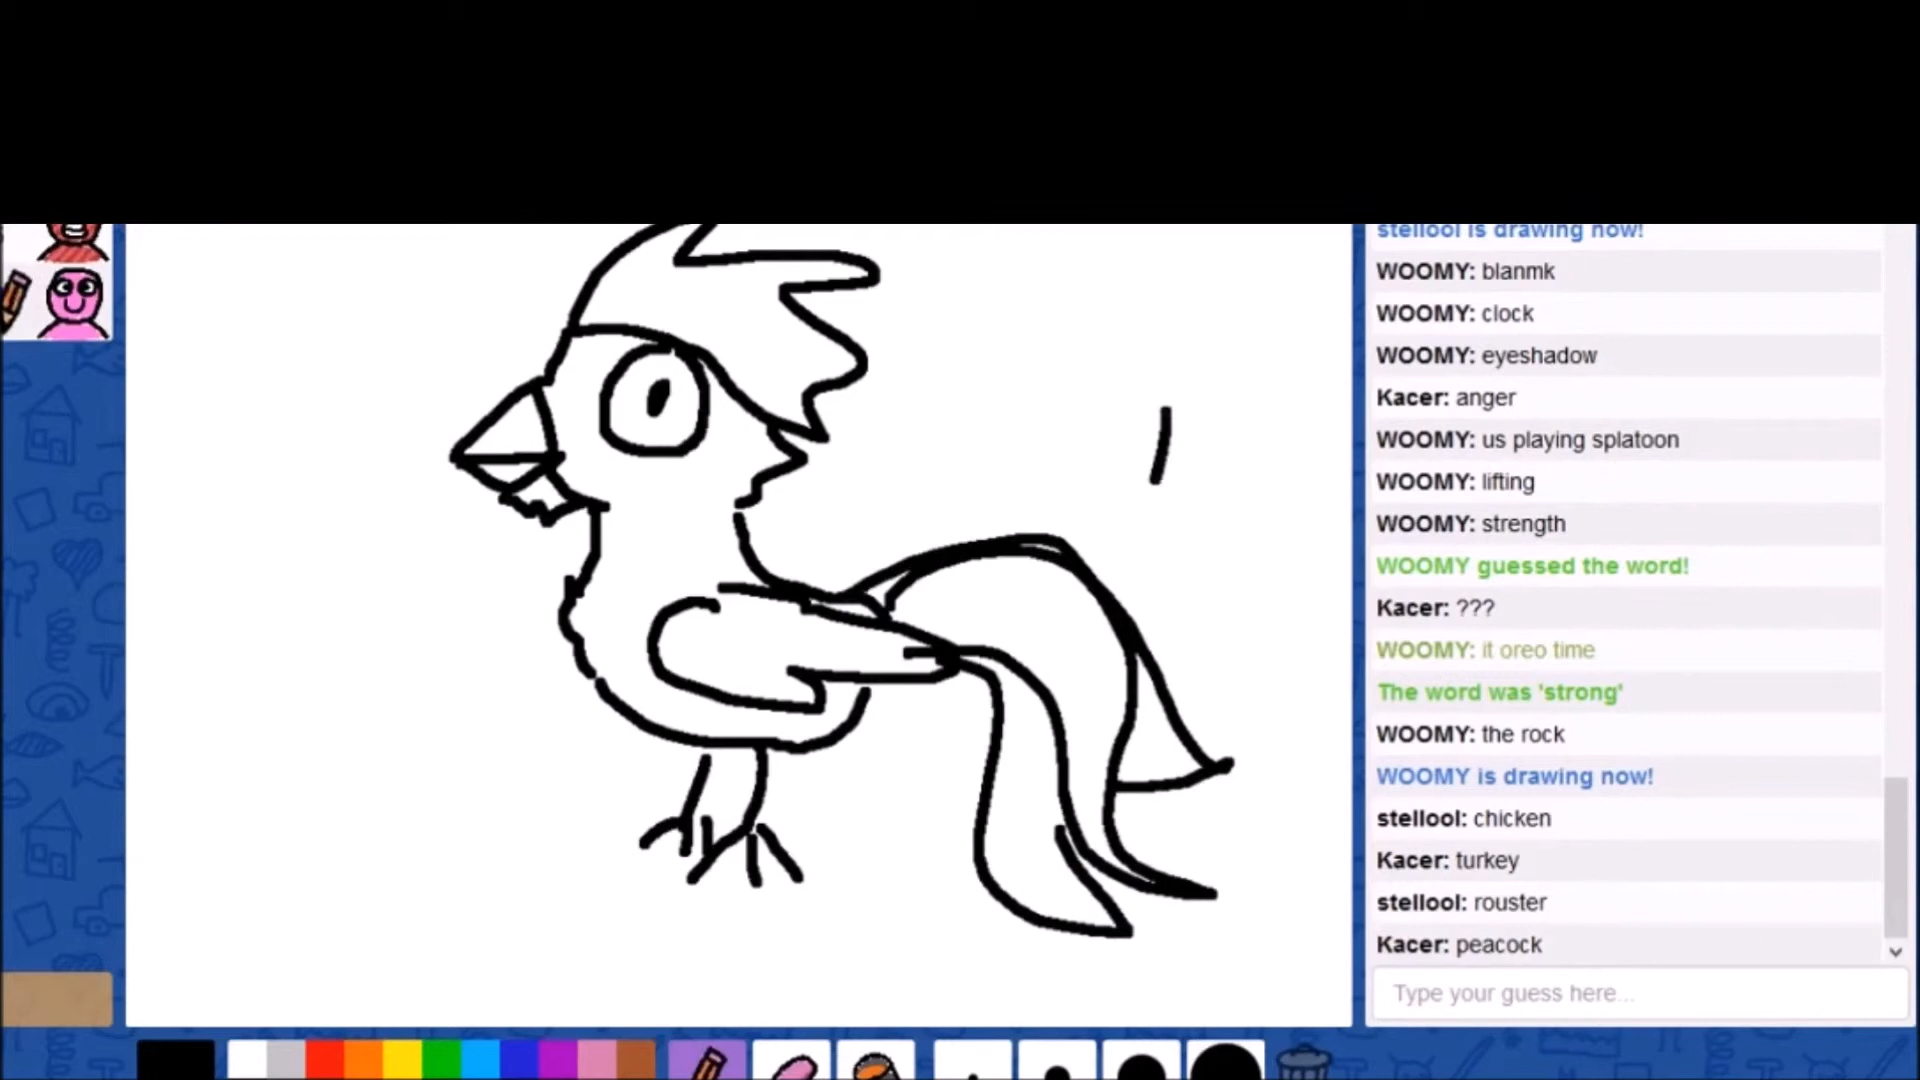 stellool is drawing now!
WOOMY: blanmk
WOOMY: clock
WOOMY: eyeshadow
Kacer: anger
WOOMY: us playing splatoon
WOOMY: lifting
WOOMY: strength
WOOMY guessed the word!
Kacer: ???
WOOMY: it oreo time
The word was 'strong'
WOOMY: the rock
WOOMY is drawing now!
stellool: chicken
Kacer: turkey
stellool: rouster
Kacer: peacock
Type your guess here...